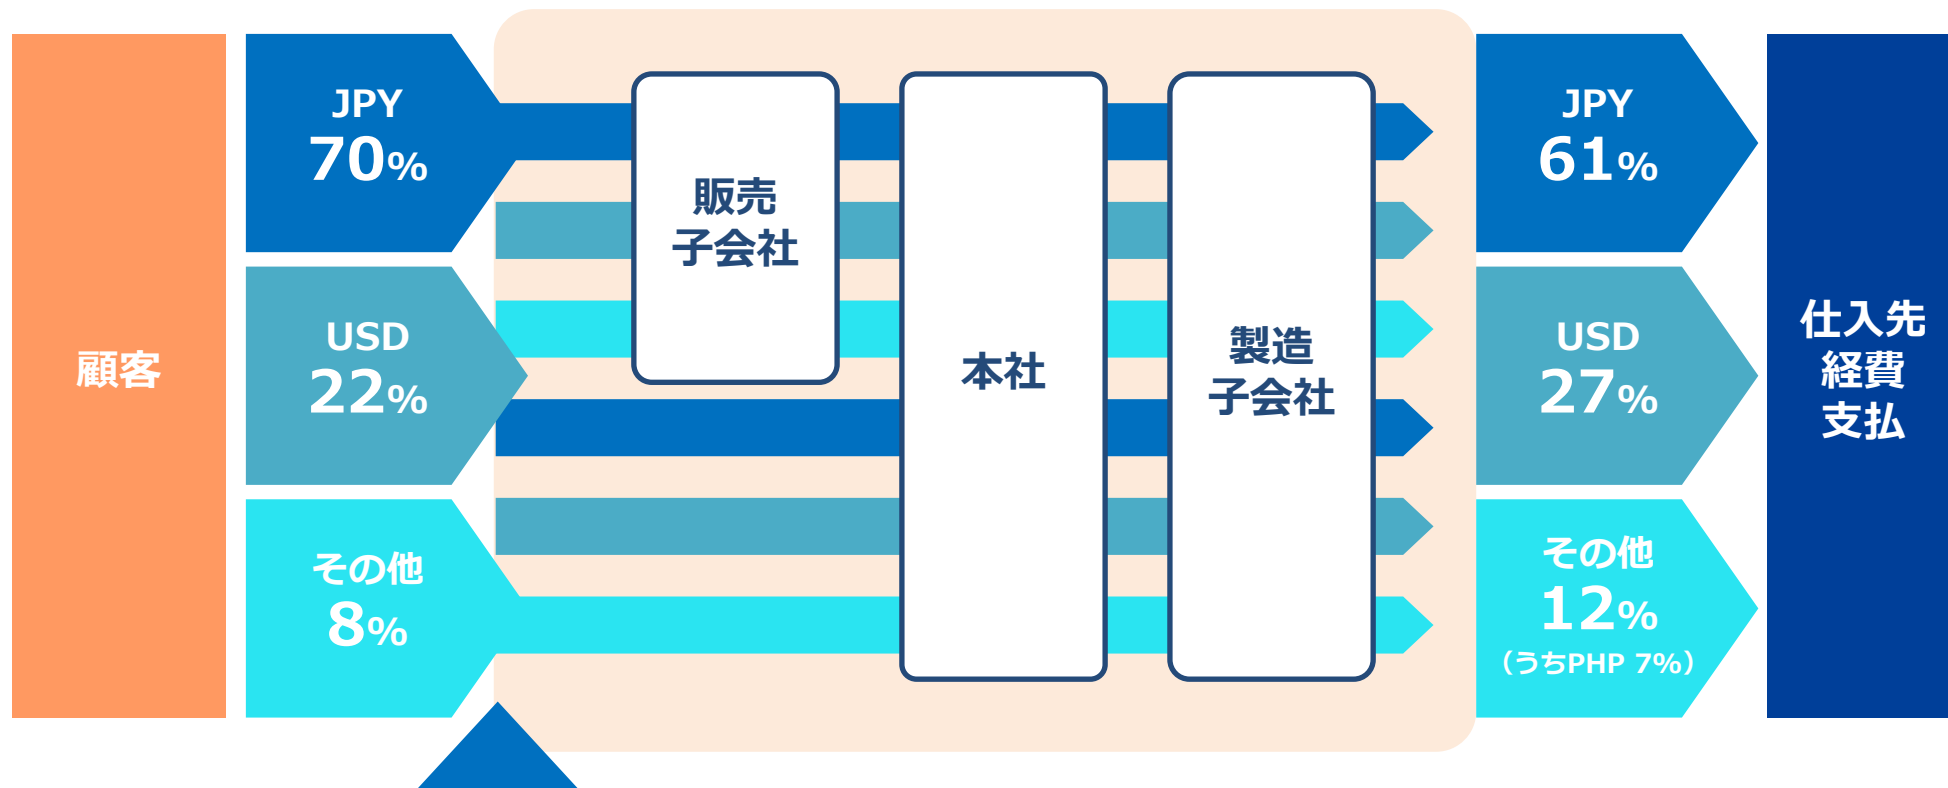 顧客
JPY
70%
USD
22%
その他
8%
販売
子会社
本社
製造
子会社
JPY
61%
USD
27%
その他
12%
（うちPHP 7%）
仕入先
経費
支払